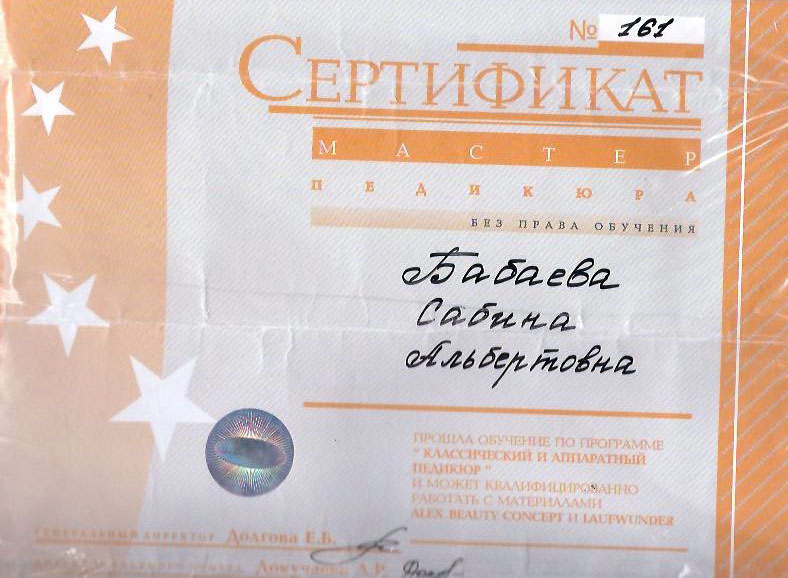 № 161
СЕРТИФИКАТ
МАСТЕР
ПЕДИКЮРА
БЕЗ ПРАВА ОБУЧЕНИЯ
Бабаева
Сабина
Альбертовна
ПРОШЛА ОБУЧЕНИЕ ПО ПРОГРАММЕ
" КЛАССИЧЕСКИЙ И АППАРАТНЫЙ
ПЕДИКЮР "
И МОЖЕТ КВАЛИФИЦИРОВАННО
РАБОТАТЬ С МАТЕРИАЛАМИ
ALEX BEAUTY CONCEPT И LAUFWUNDER
ГЕНЕРАЛЬНЫЙ ДИРЕКТОР Долгова Е.Б.
Докучаева А.Р.